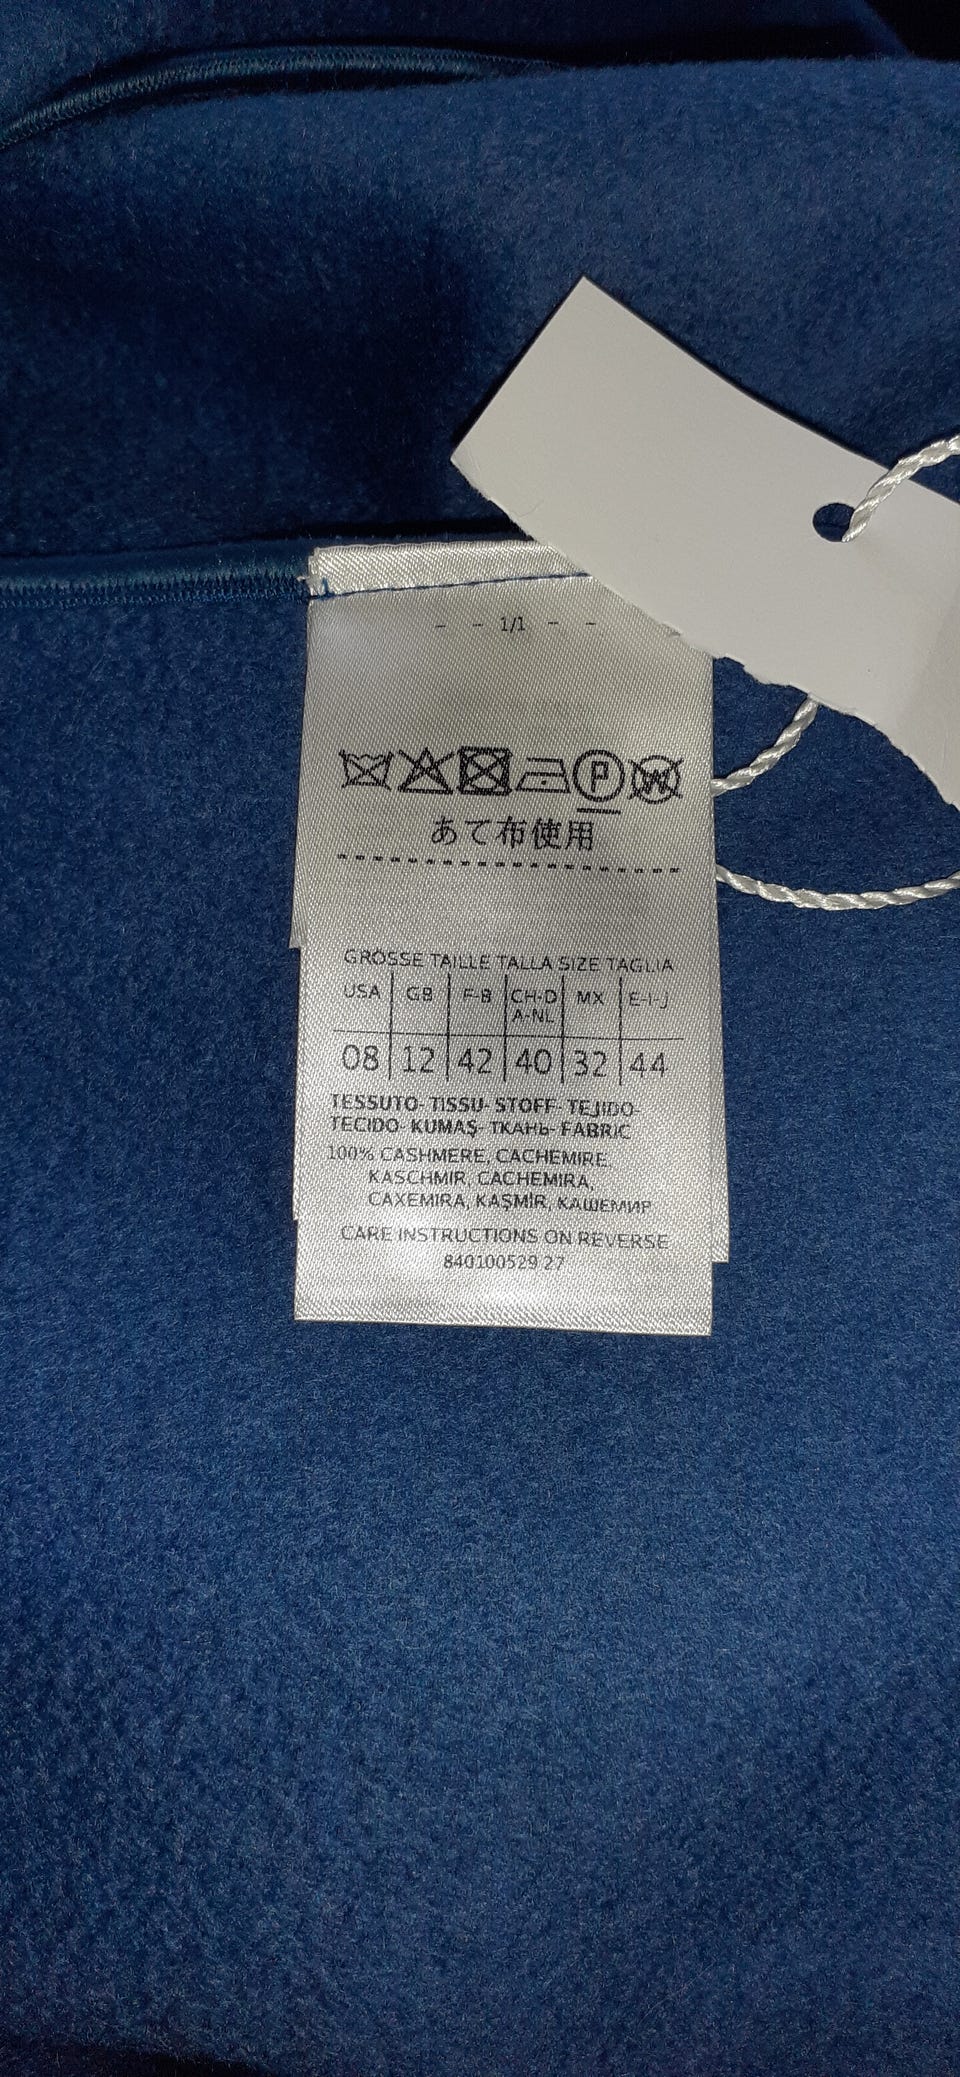 - - 1/1 - -
P W
あて布使用
GRÖSSE TAILLE TALLA SIZE TAGLIA
USA GB F-B CH-D A-NL MX E-I-J
08 12 42 40 32 44
TESSUTO- TISSU- STOFF- TEJIDO-
TECIDO- KUMAŞ- ТКАНЬ- FABRIC
100% CASHMERE, CACHEMIRE,
KASCHMIR, CACHEMIRA,
CAXEMIRA, KAŞMİR, КАШЕМИР
CARE INSTRUCTIONS ON REVERSE
840100529 27